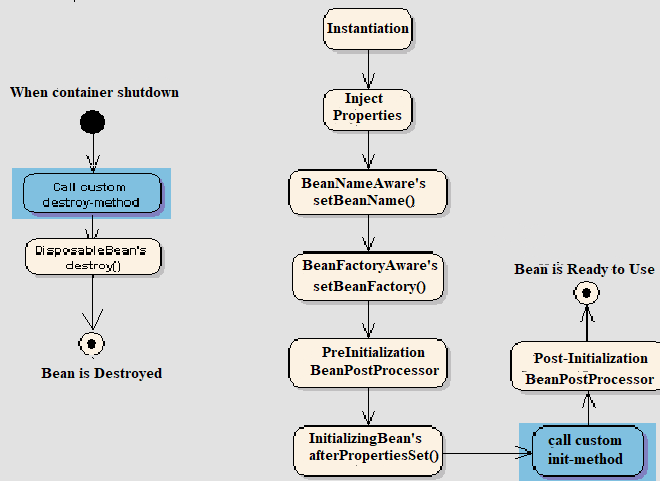 Instantiation
When container shutdown
Inject
Properties
Call custom
destroy-method
BeanNameAware's
setBeanName()
DisposableBean's
destroy()
BeanFactoryAware's
setBeanFactory()
Bean is Ready to Use
Bean is Destroyed
PreInitialization
BeanPostProcessor
Post-Initialization
BeanPostProcessor
InitializingBean's
afterPropertiesSet()
call custom
init-method